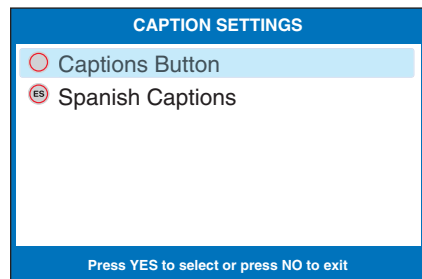 CAPTION SETTINGS
Captions Button
ES Spanish Captions
Press YES to select or press NO to exit